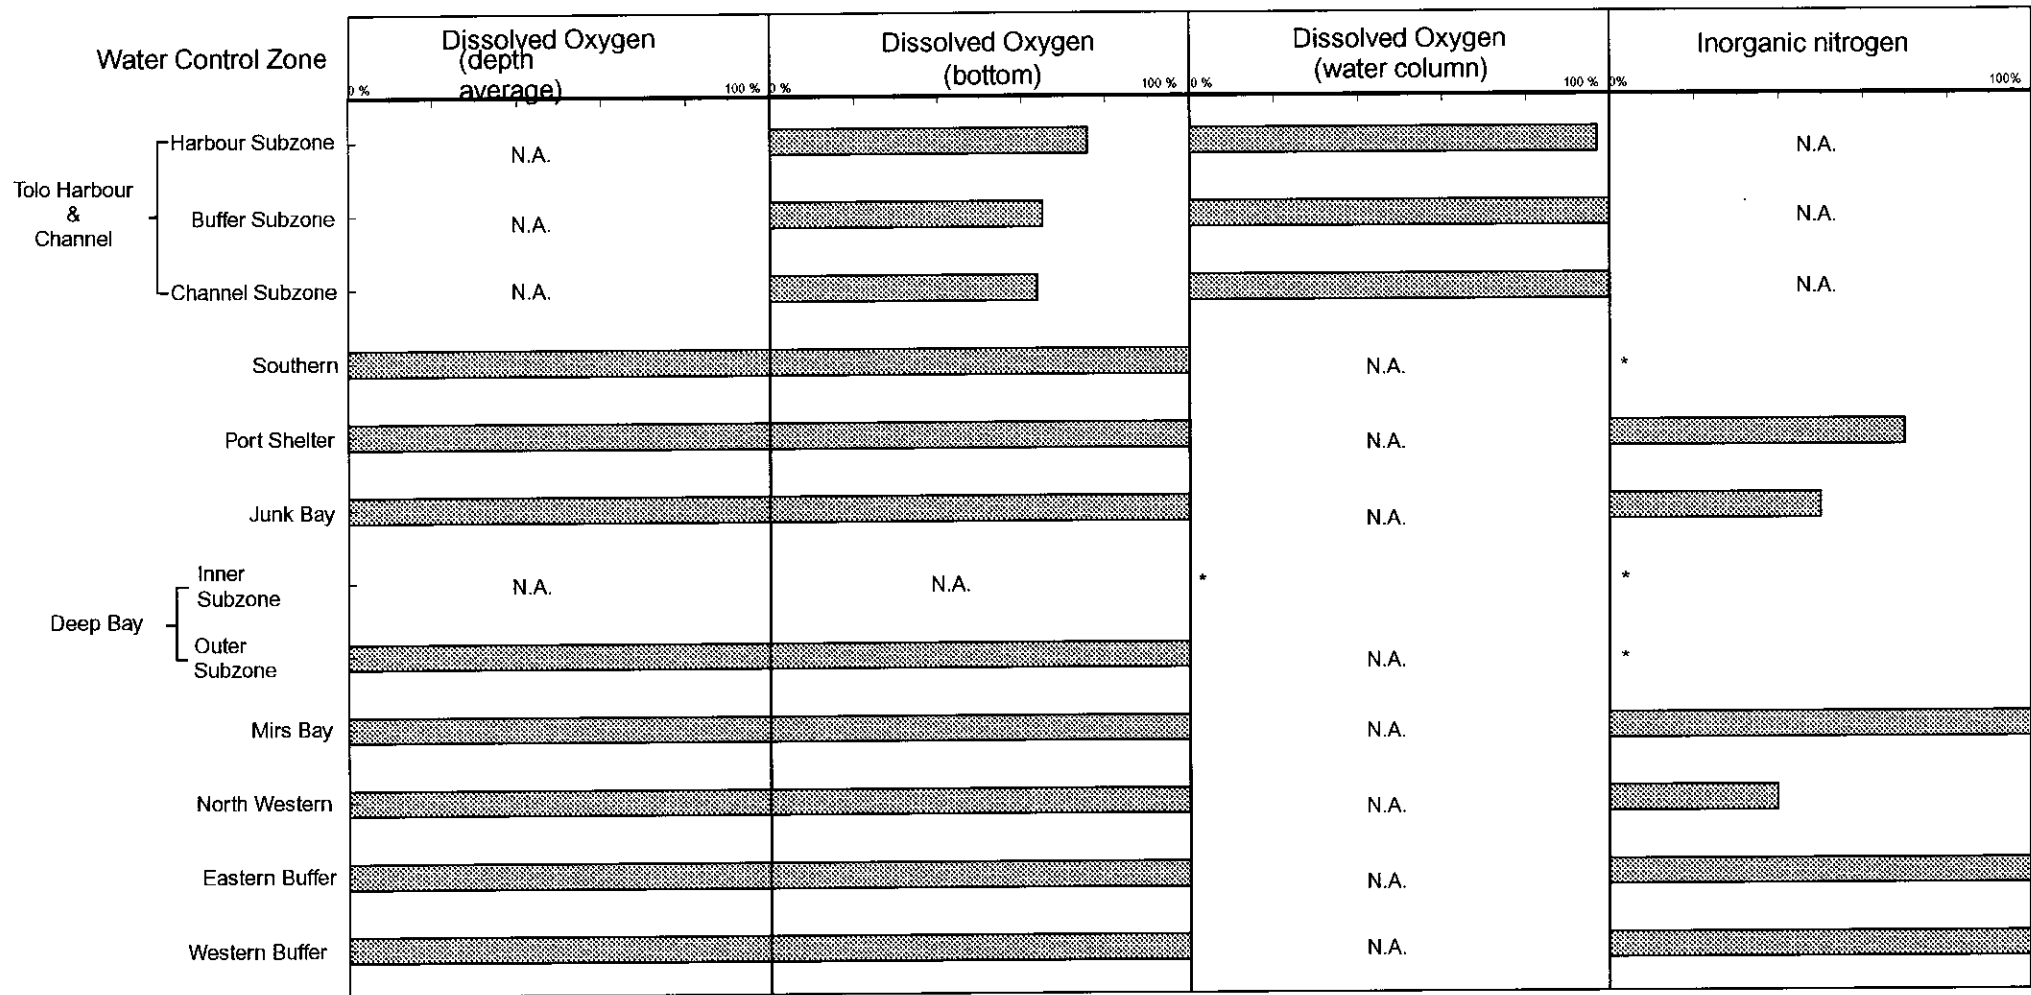 Water Control Zone
Dissolved Oxygen
(depth
average)
0 %
100 %
Dissolved Oxygen
(bottom)
0 %
100 %
Dissolved Oxygen
(water column)
0 %
100 %
Inorganic nitrogen
0%
100%
Tolo Harbour
&
Channel
Harbour Subzone
N.A.
N.A.
Buffer Subzone
N.A.
N.A.
Channel Subzone
N.A.
N.A.
Southern
N.A.
*
Port Shelter
N.A.
Junk Bay
N.A.
Deep Bay
Inner
Subzone
N.A.
N.A.
*
*
Outer
Subzone
N.A.
*
Mirs Bay
N.A.
North Western
N.A.
Eastern Buffer
N.A.
Western Buffer
N.A.